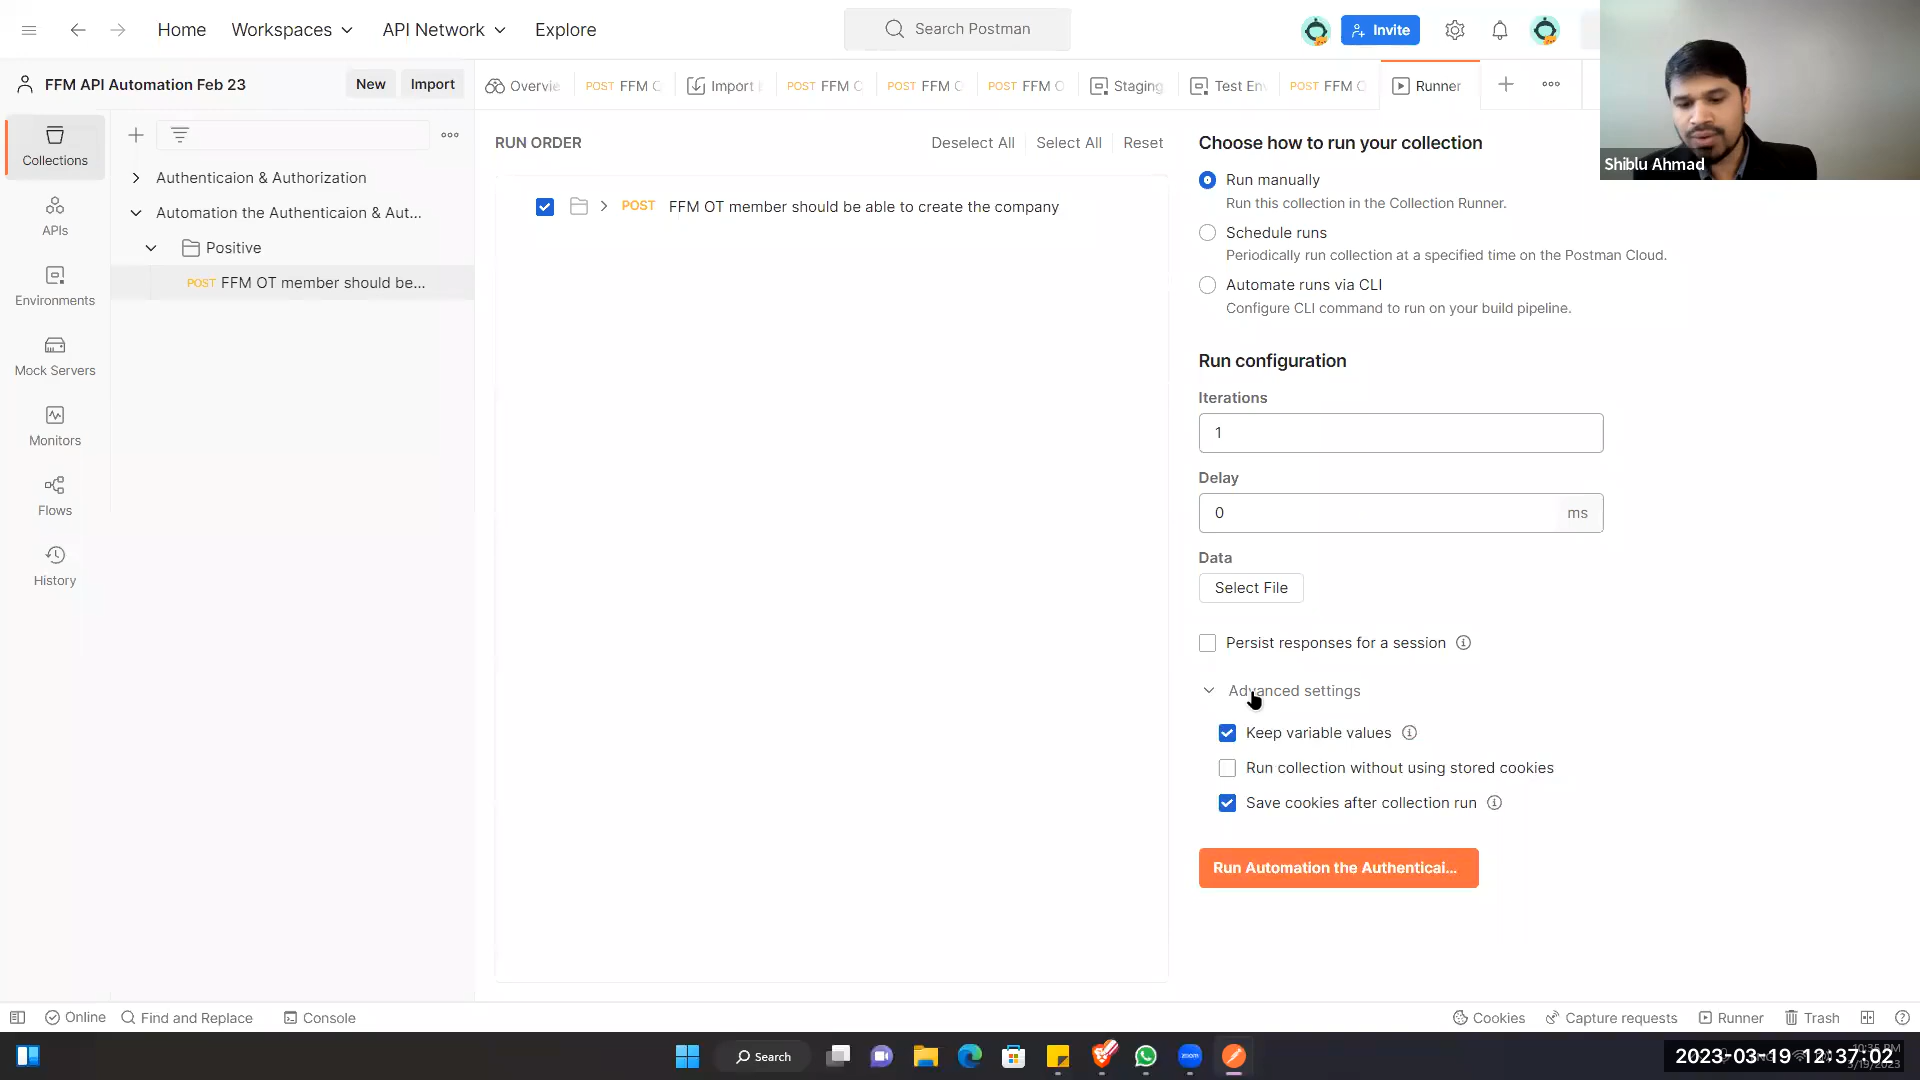 Home
Workspaces
API Network
Explore
Search Postman
Invite
FFM API Automation Feb 23
New
Import
Overvie
POST FFM C
Import
POST FFM C
POST FFM C
POST FFM O
Staging
Test En
POST FFM C
Runner
Shiblu Ahmad
Collections
APIs
Environments
Mock Servers
Monitors
Flows
History
Authenticaion & Authorization
Automation the Authenticaion & Aut...
Positive
POST FFM OT member should be...
RUN ORDER
Deselect All
Select All
Reset
POST FFM OT member should be able to create the company
Choose how to run your collection
Run manually
Run this collection in the Collection Runner.
Schedule runs
Periodically run collection at a specified time on the Postman Cloud.
Automate runs via CLI
Configure CLI command to run on your build pipeline.
Run configuration
Iterations
1
Delay
0 ms
Data
Select File
Persist responses for a session
Advanced settings
Keep variable values
Run collection without using stored cookies
Save cookies after collection run
Run Automation the Authenticai...
Online
Find and Replace
Console
Cookies
Capture requests
Runner
Trash
Search
zoom
2023-03-19 12:37:02